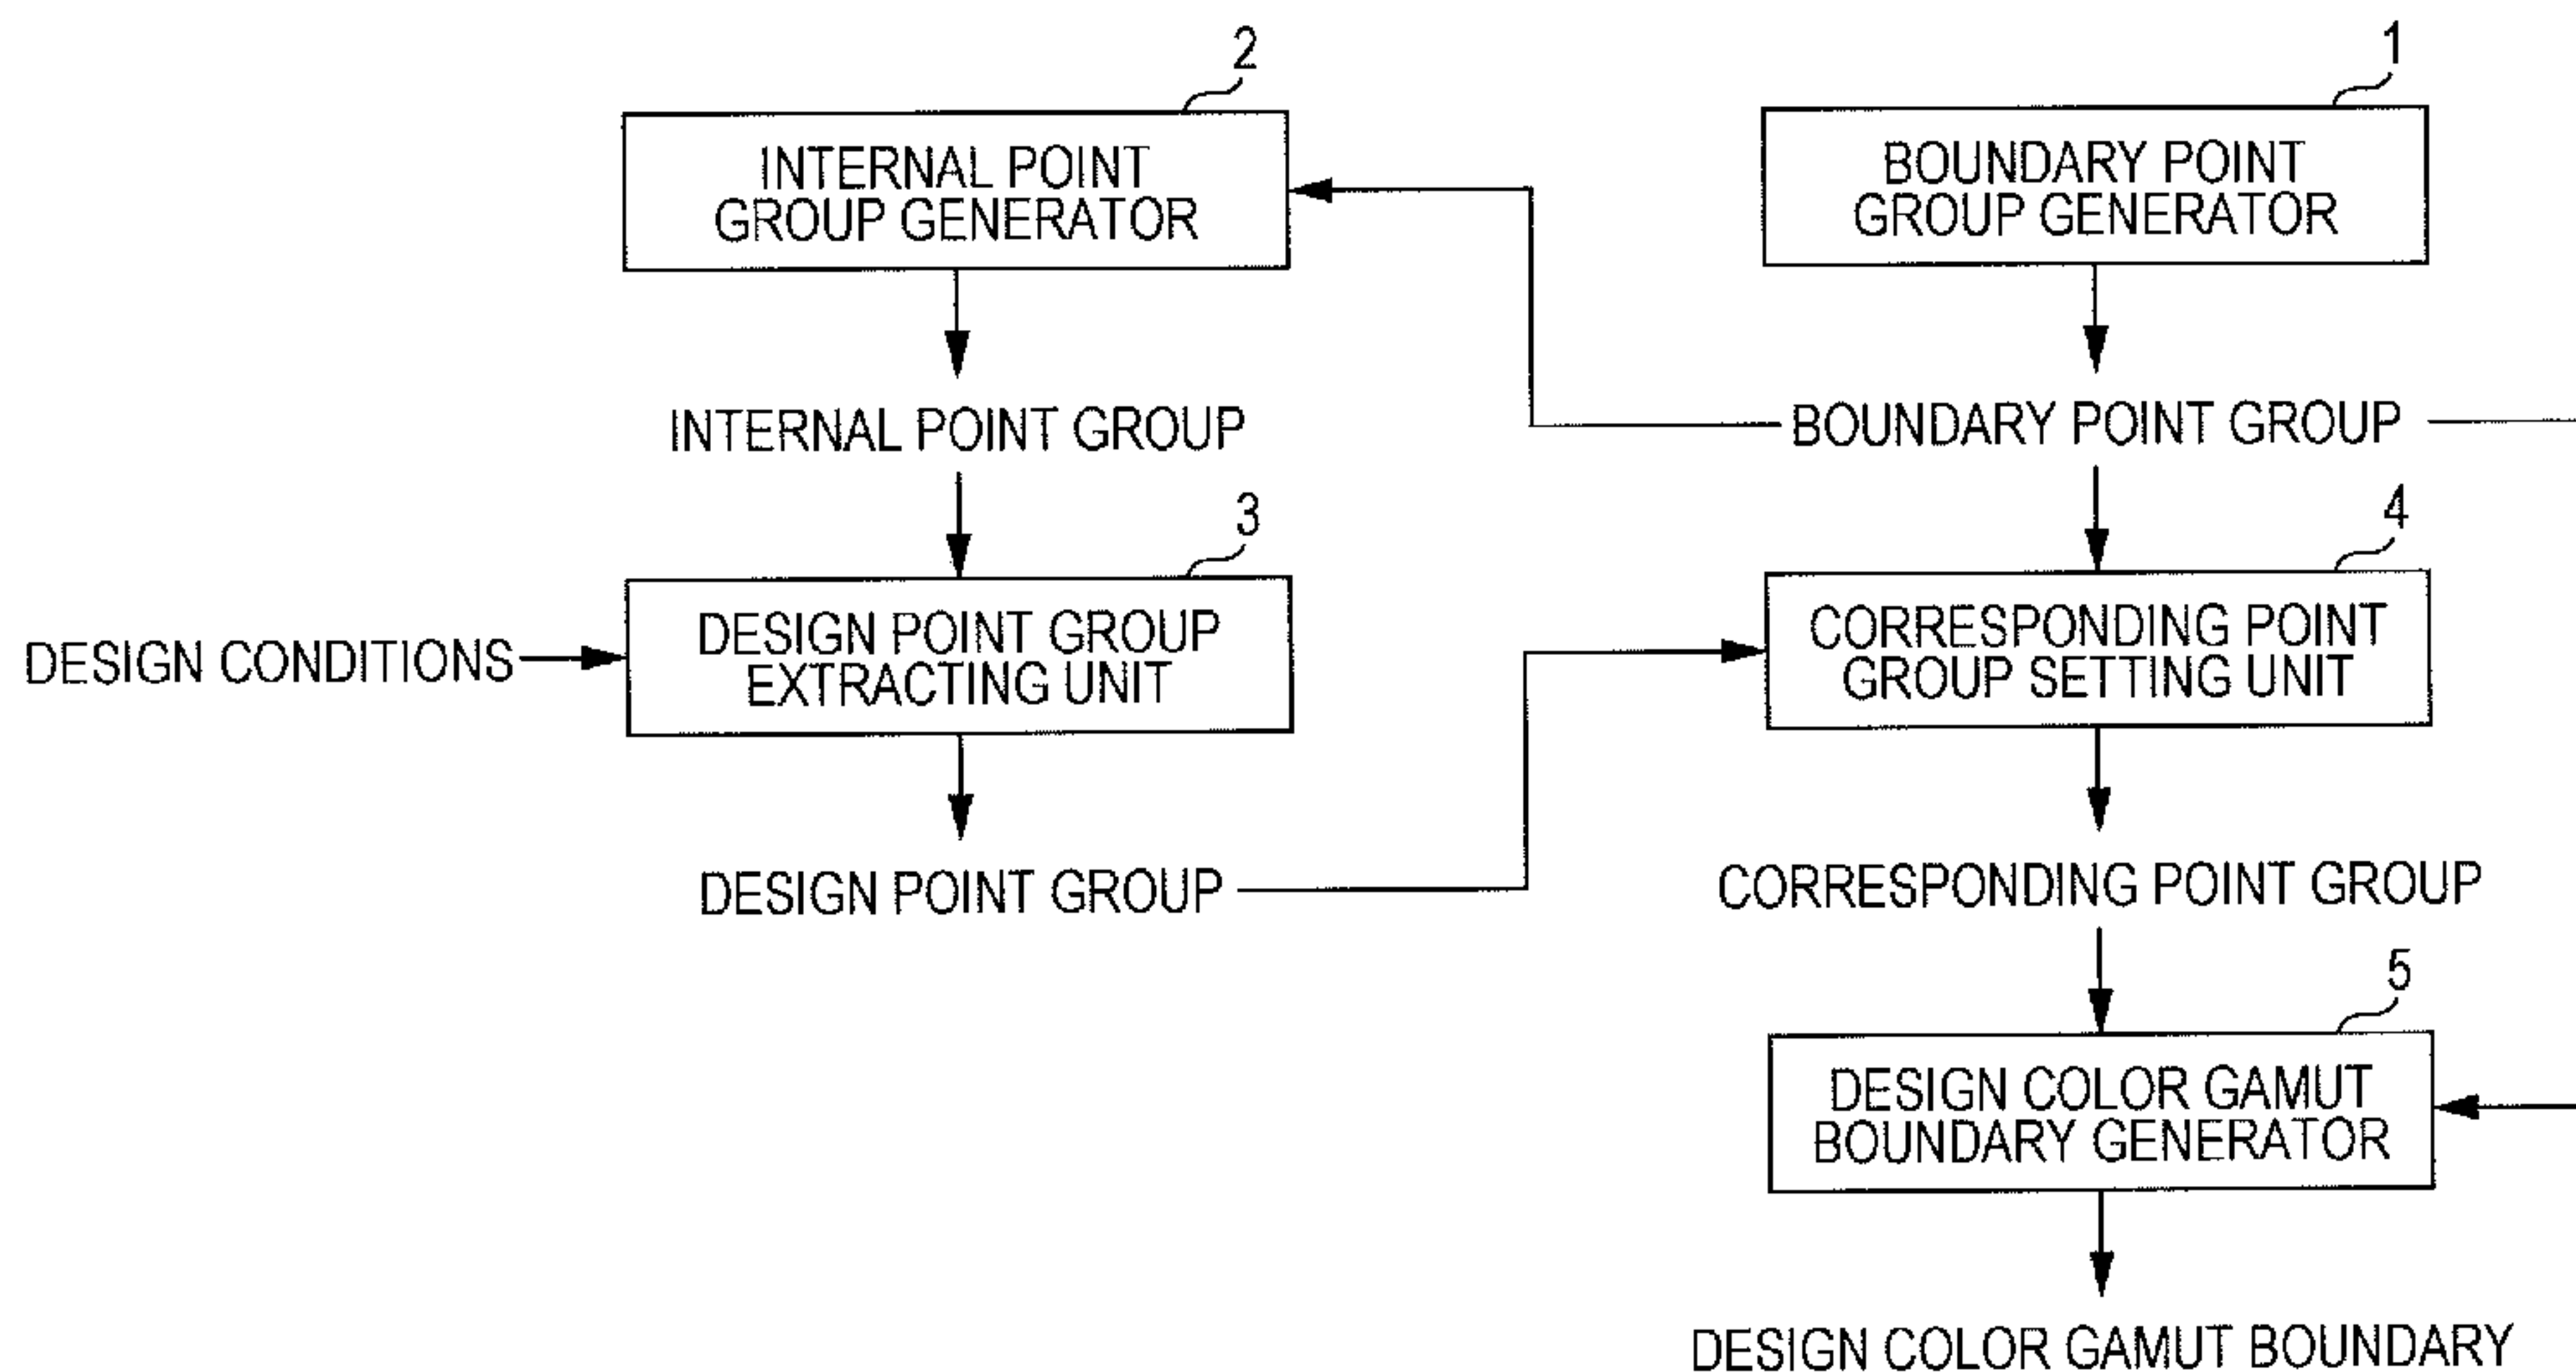 2
1
INTERNAL POINT
GROUP GENERATOR
BOUNDARY POINT
GROUP GENERATOR
INTERNAL POINT GROUP
BOUNDARY POINT GROUP
3
4
DESIGN CONDITIONS
DESIGN POINT GROUP
EXTRACTING UNIT
CORRESPONDING POINT
GROUP SETTING UNIT
DESIGN POINT GROUP
CORRESPONDING POINT GROUP
5
DESIGN COLOR GAMUT
BOUNDARY GENERATOR
DESIGN COLOR GAMUT BOUNDARY